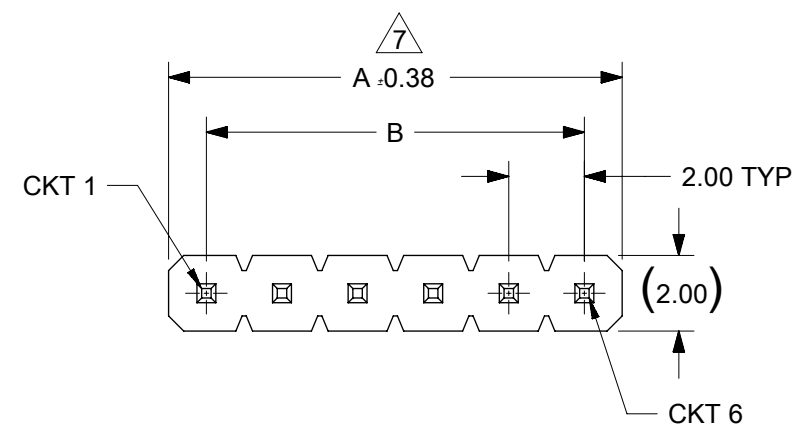 7
A ±0.38
B
2.00 TYP
CKT 1
(2.00)
CKT 6